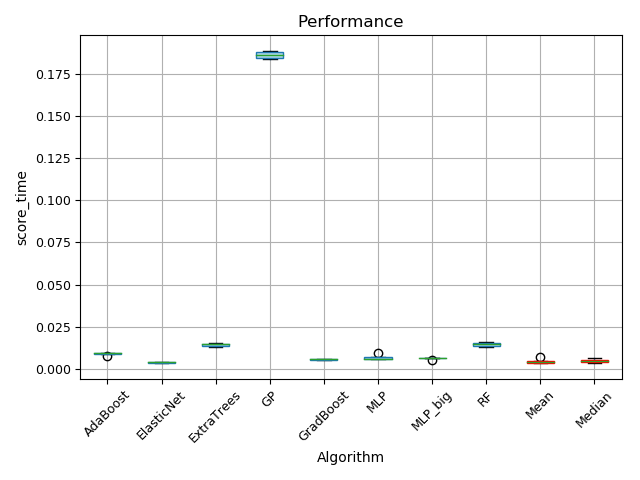 Performance
score_time
0.175
0.150
0.125
0.100
0.075
0.050
0.025
0.000
AdaBoost
ElasticNet
ExtraTrees
GP
GradBoost
MLP
MLP_big
RF
Mean
Median
Algorithm